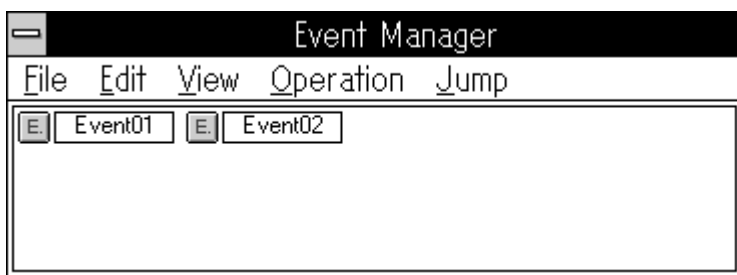 Event Manager
File Edit View Operation Jump
E. Event01 E. Event02